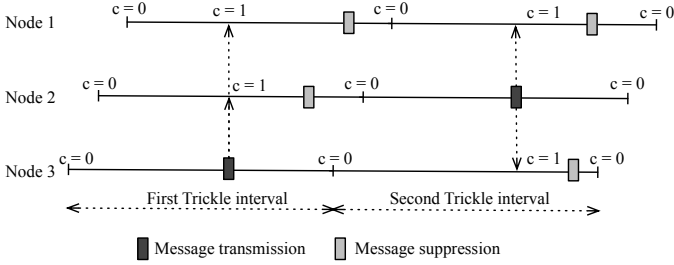 c = 0 c = 1 c = 0 c = 1 c = 0
Node 1
c = 0 c = 1 c = 0 c = 1 c = 0
Node 2
c = 0 c = 0 c = 1 c = 0
Node 3
First Trickle interval Second Trickle interval
Message transmission Message suppression